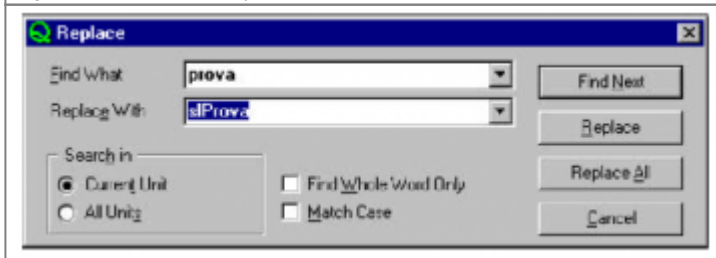 Replace
Find What prova Find Next
Replace With slProva Replace
Search in Replace All
Current Unit Find Whole Word Only
All Units Match Case Cancel